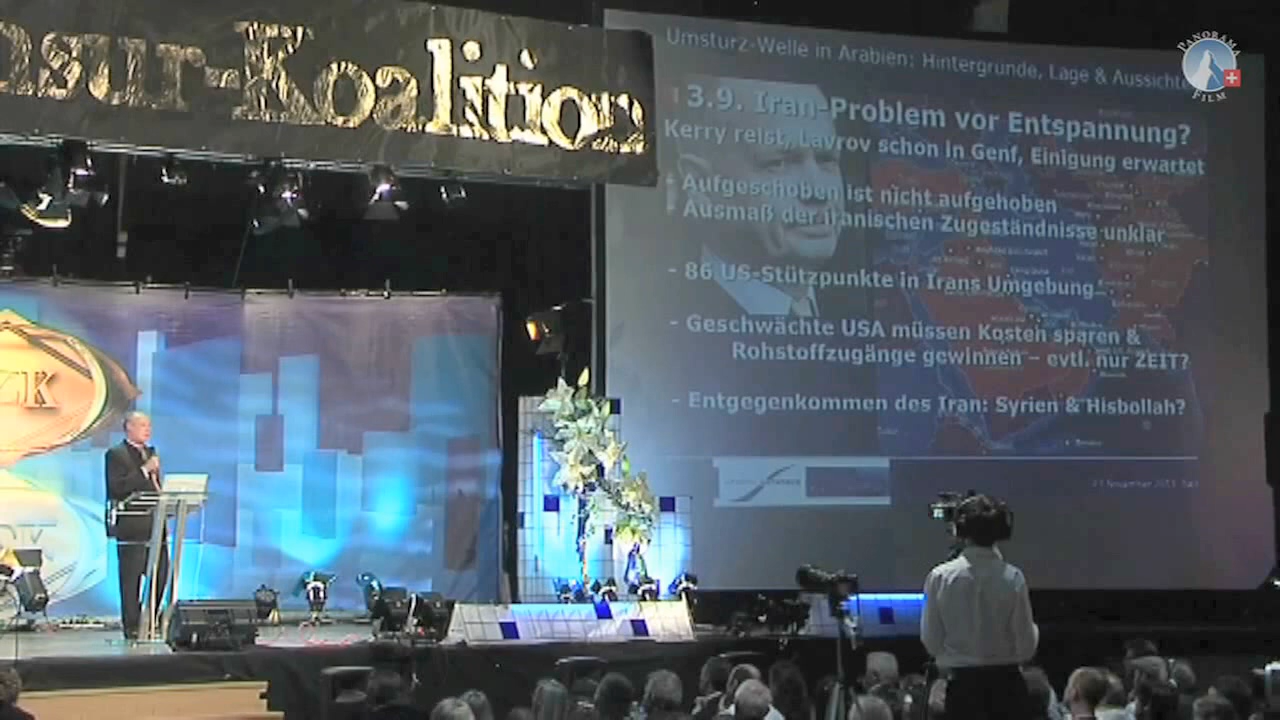 nsur-Koalition
PANORAMA
FILM
Umsturz-Welle in Arabien: Hintergründe, Lage & Aussichte
3.9. Iran-Problem vor Entspannung?
Kerry reist, Lavrov schon in Genf, Einigung erwartet
- Aufgeschoben ist nicht aufgehoben
- Ausmaß der iranischen Zugeständnisse unklar
- 86 US-Stützpunkte in Irans Umgebung
- Geschwächte USA müssen Kosten sparen &
Rohstoffzugänge gewinnen – evtl. nur ZEIT?
- Entgegenkommen des Iran: Syrien & Hisbollah?
ZK